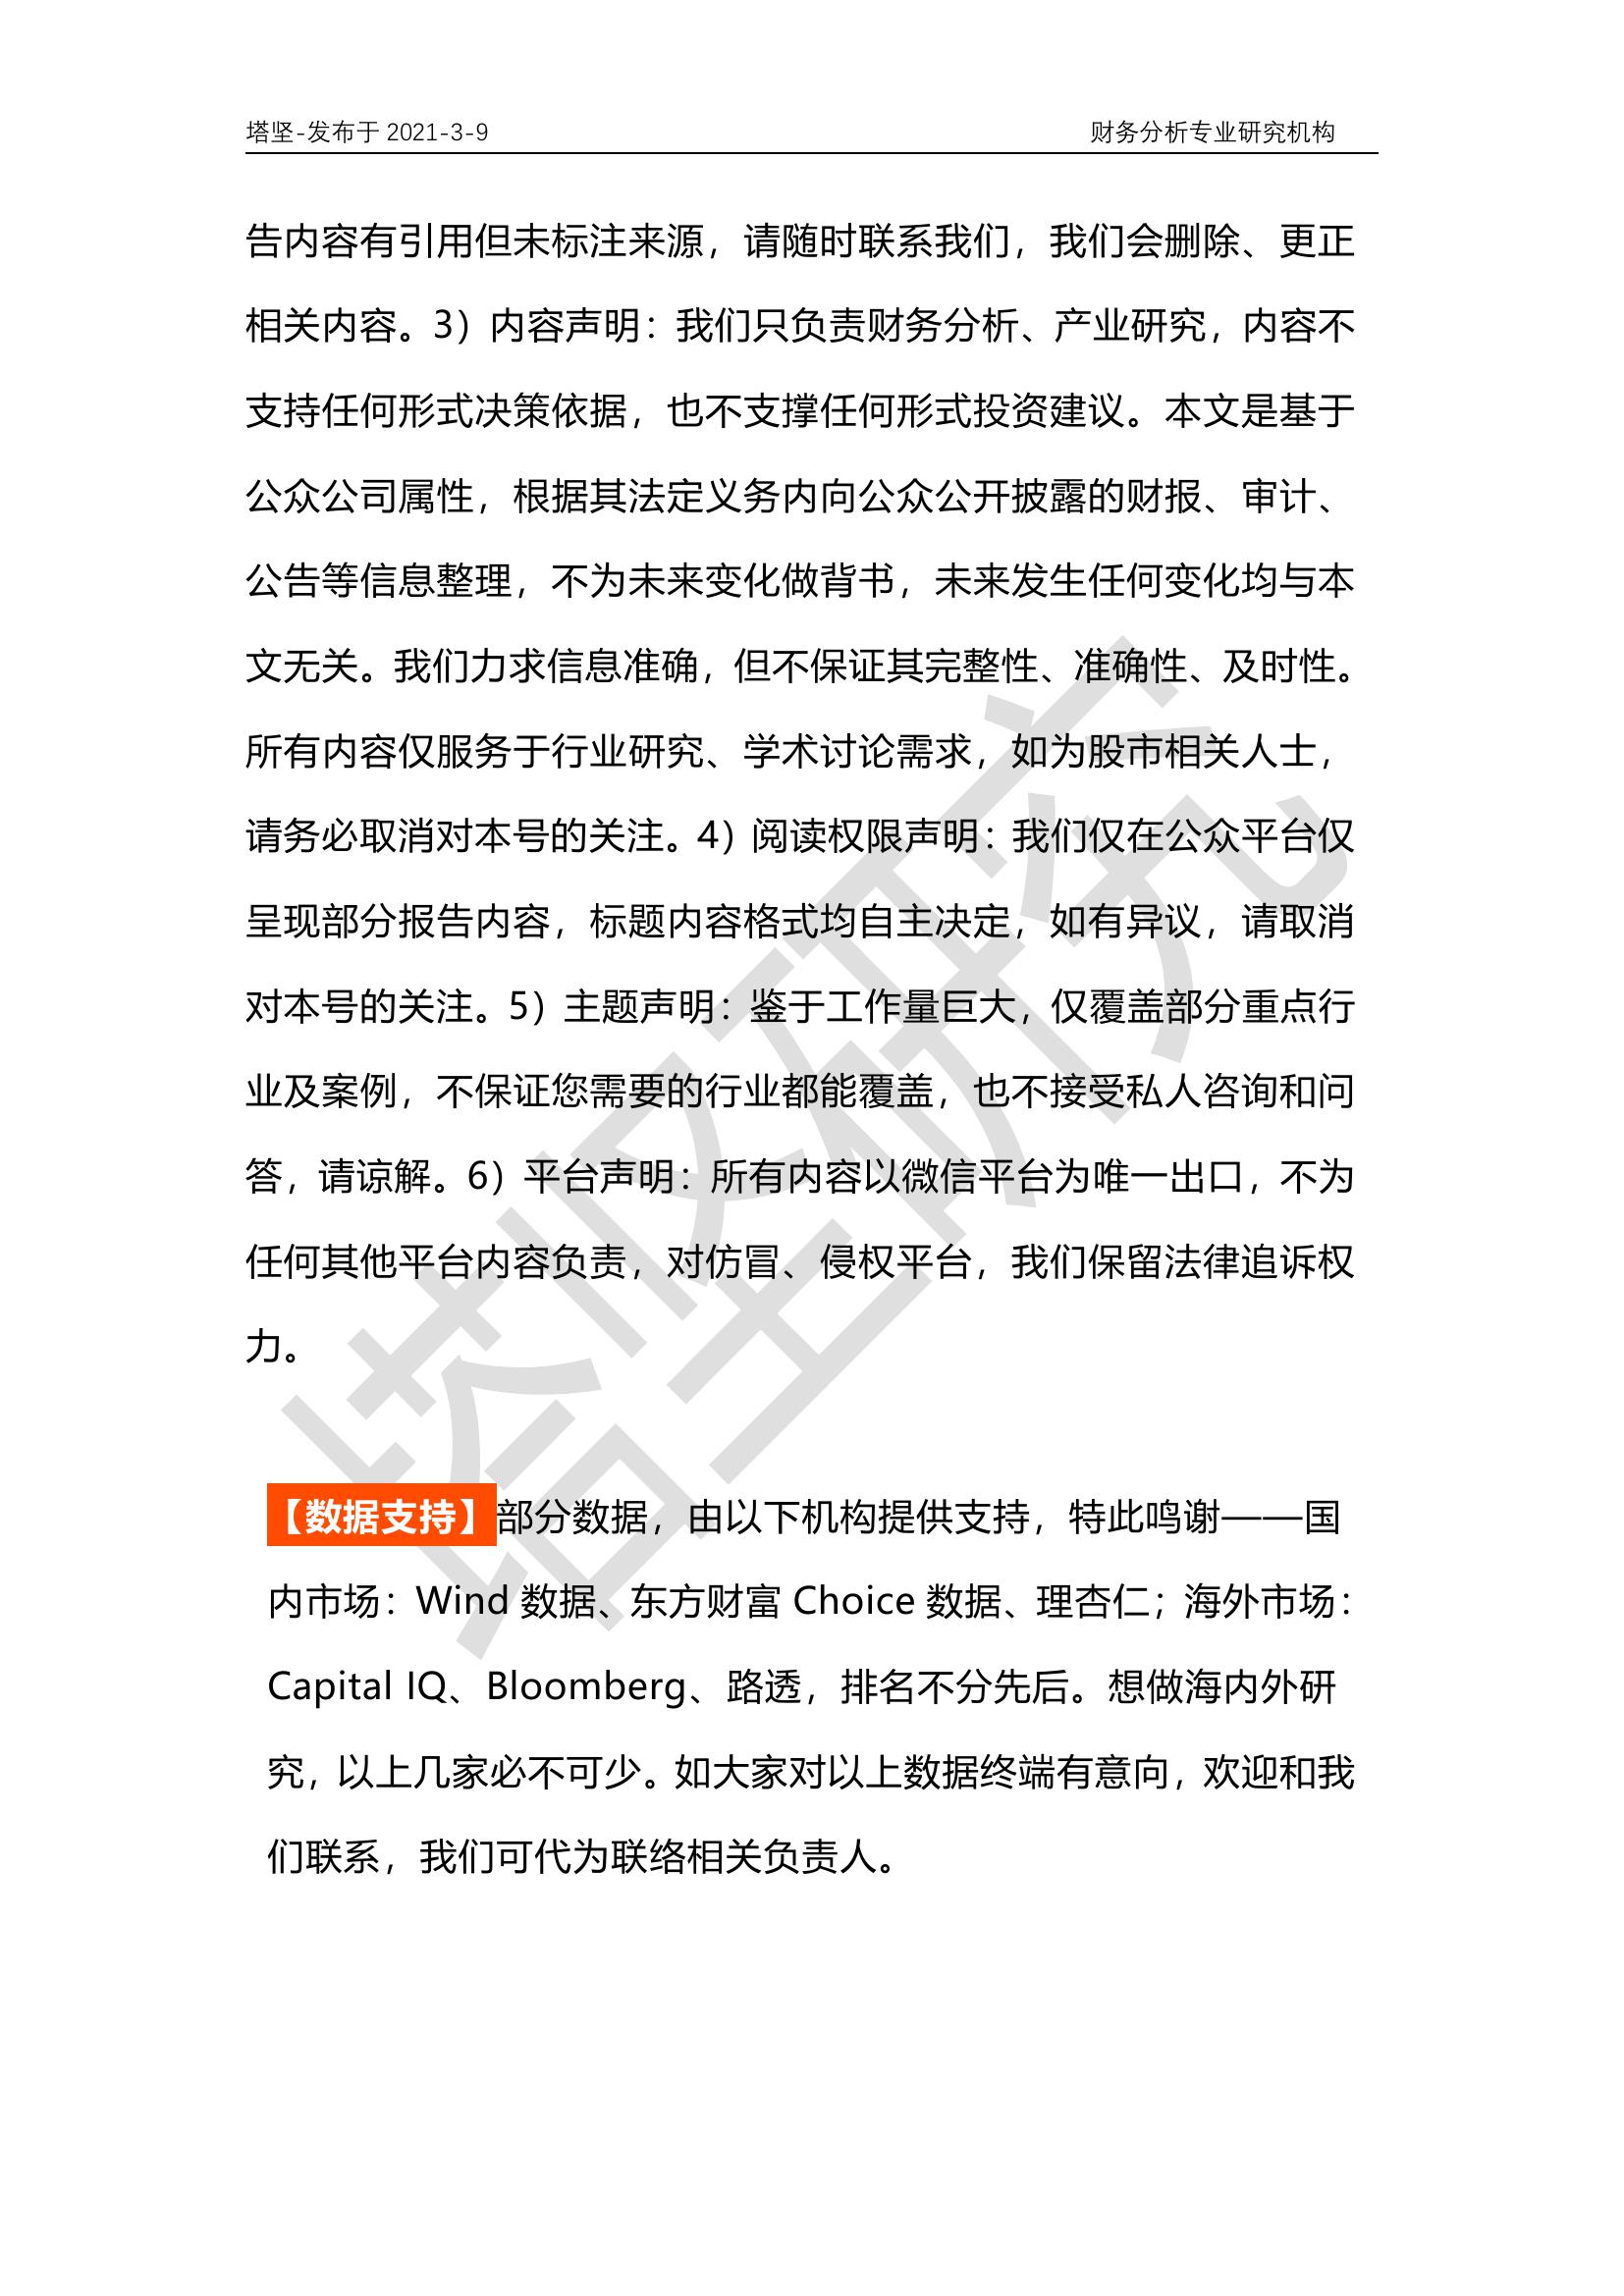 塔坚-发布于 2021-3-9 财务分析专业研究机构
告内容有引用但未标注来源，请随时联系我们，我们会删除、更正
相关内容。3）内容声明：我们只负责财务分析、产业研究，内容不
支持任何形式决策依据，也不支撑任何形式投资建议。本文是基于
公众公司属性，根据其法定义务内向公众公开披露的财报、审计、
公告等信息整理，不为未来变化做背书，未来发生任何变化均与本
文无关。我们力求信息准确，但不保证其完整性、准确性、及时性。
所有内容仅服务于行业研究、学术讨论需求，如为股市相关人士，
请务必取消对本号的关注。4）阅读权限声明：我们仅在公众平台仅
呈现部分报告内容，标题内容格式均自主决定，如有异议，请取消
对本号的关注。5）主题声明：鉴于工作量巨大，仅覆盖部分重点行
业及案例，不保证您需要的行业都能覆盖，也不接受私人咨询和问
答，请谅解。6）平台声明：所有内容以微信平台为唯一出口，不为
任何其他平台内容负责，对仿冒、侵权平台，我们保留法律追诉权
力。
【数据支持】部分数据，由以下机构提供支持，特此鸣谢——国
内市场：Wind 数据、东方财富 Choice 数据、理杏仁；海外市场：
Capital IQ、Bloomberg、路透，排名不分先后。想做海内外研
究，以上几家必不可少。如大家对以上数据终端有意向，欢迎和我
们联系，我们可代为联络相关负责人。
塔坚研究